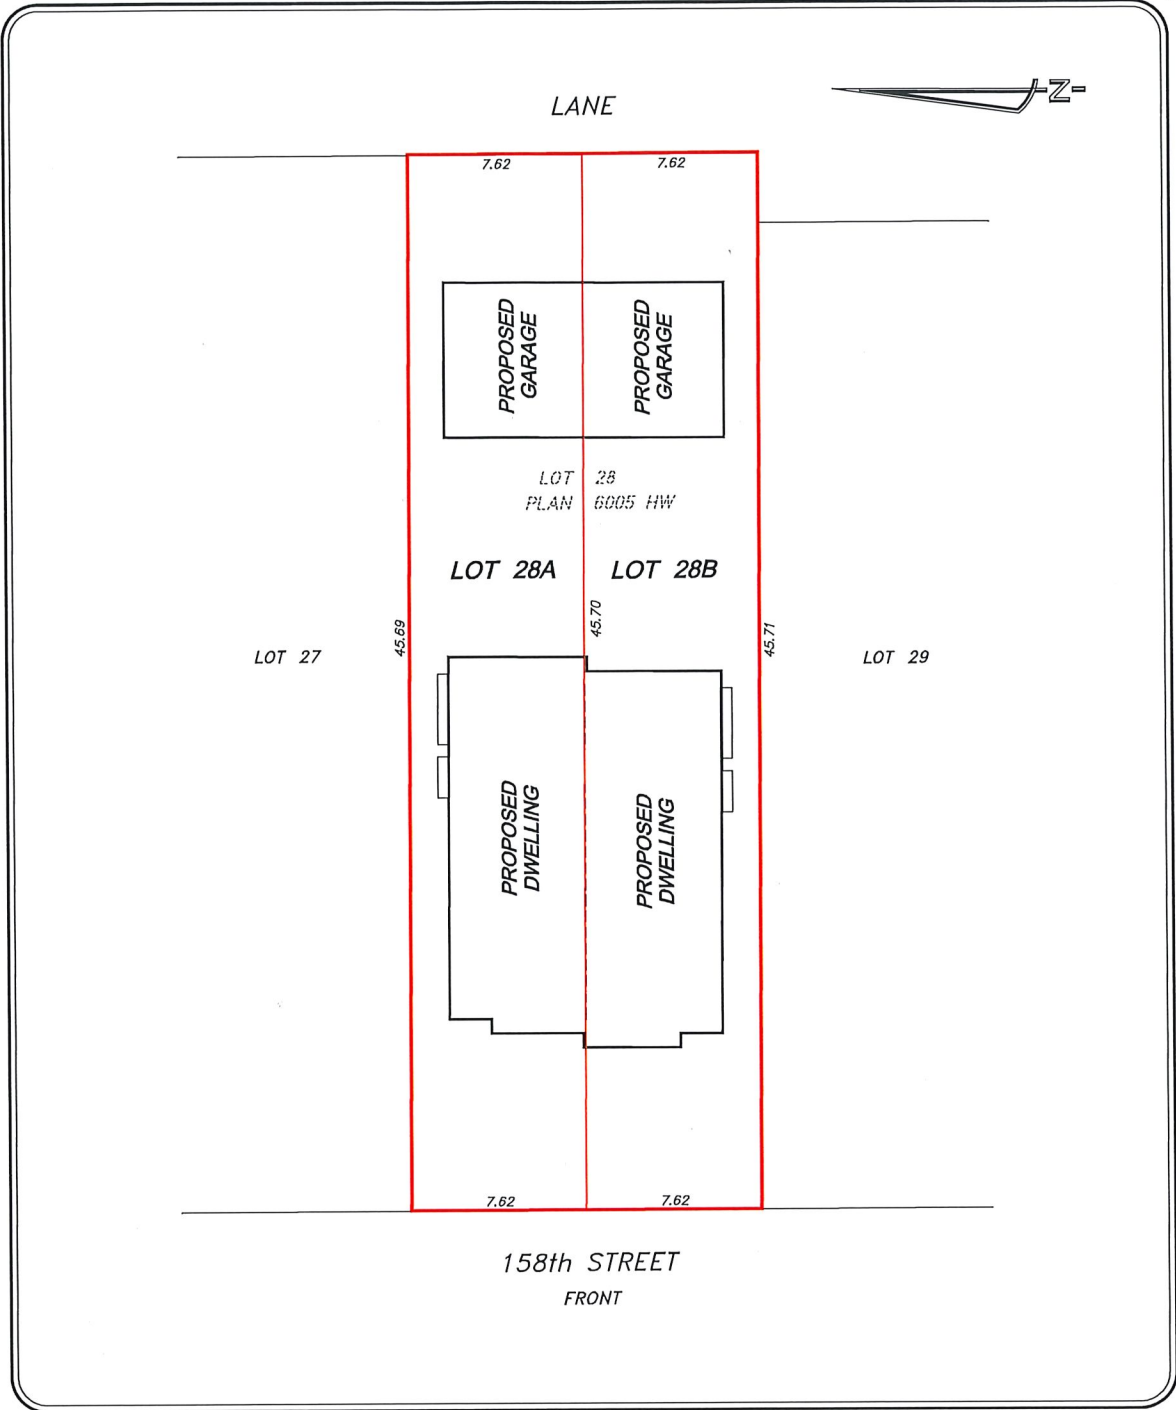 LANE
N
7.62
7.62
PROPOSED
GARAGE
PROPOSED
GARAGE
LOT 28
PLAN 6005 HW
LOT 28A
LOT 28B
45.69
45.70
45.71
LOT 27
LOT 29
PROPOSED
DWELLING
PROPOSED
DWELLING
7.62
7.62
158th STREET
FRONT